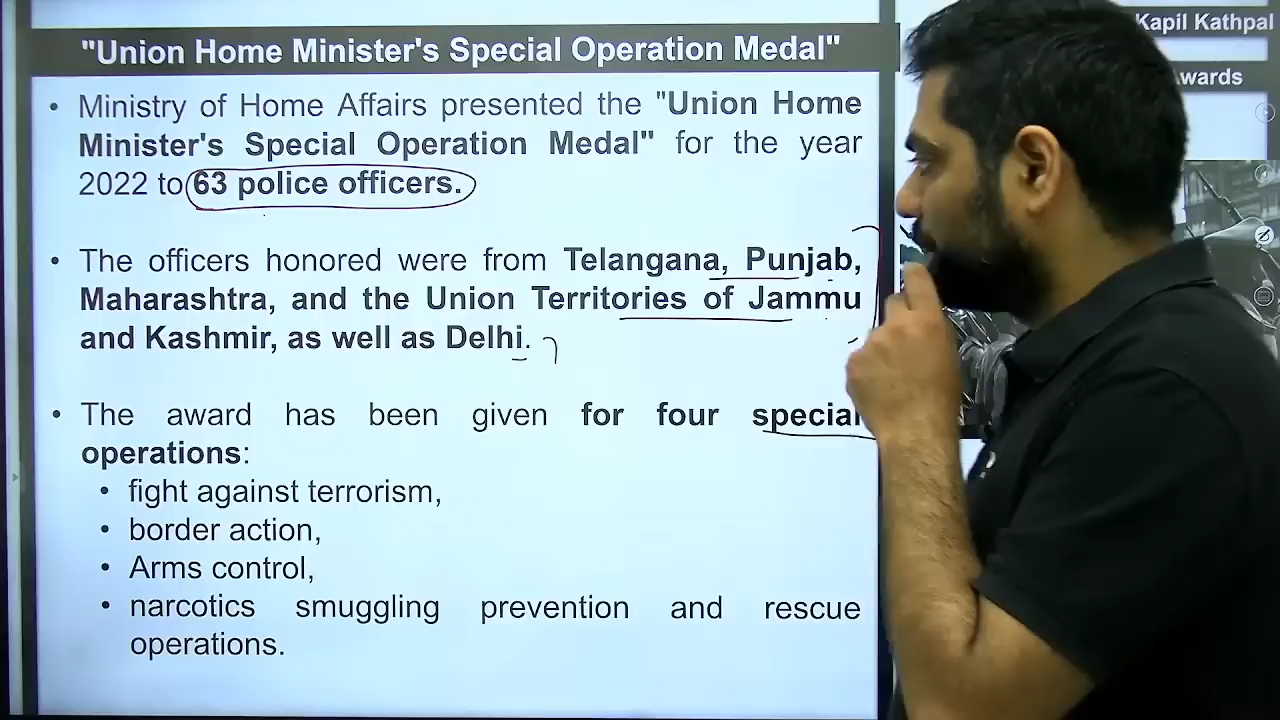 Kapil Kathpal
"Union Home Minister's Special Operation Medal"
wards
• Ministry of Home Affairs presented the "Union Home
Minister's Special Operation Medal" for the year
2022 to 63 police officers.
• The officers honored were from Telangana, Punjab,
Maharashtra, and the Union Territories of Jammu
and Kashmir, as well as Delhi.
• The award has been given for four special
operations:
• fight against terrorism,
• border action,
• Arms control,
• narcotics smuggling prevention and rescue
operations.